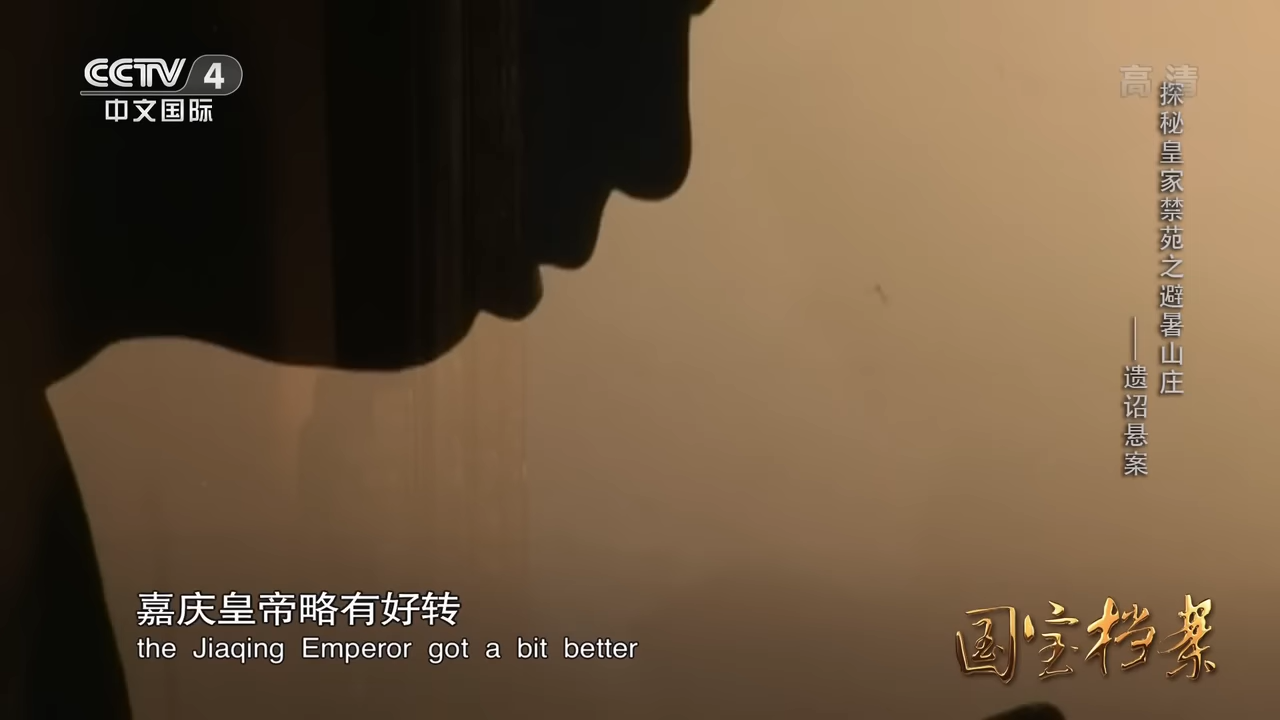 CCTV 4
中文国际
高清
探秘皇家禁苑之避暑山庄
——遗诏悬案
嘉庆皇帝略有好转
the Jiaqing Emperor got a bit better
国宝档案